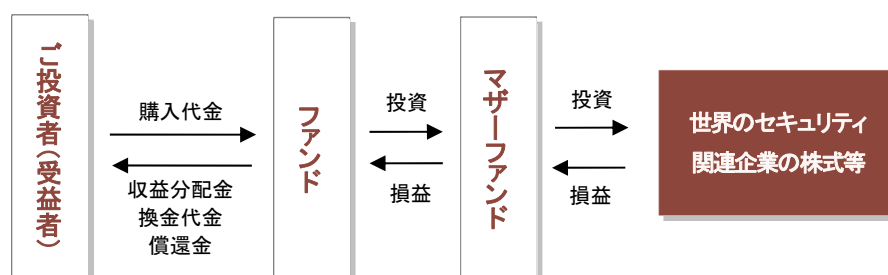 ご投資者(受益者)
購入代金
収益分配金
換金代金
償還金
ファンド
投資
損益
マザーファンド
投資
損益
世界のセキュリティ
関連企業の株式等